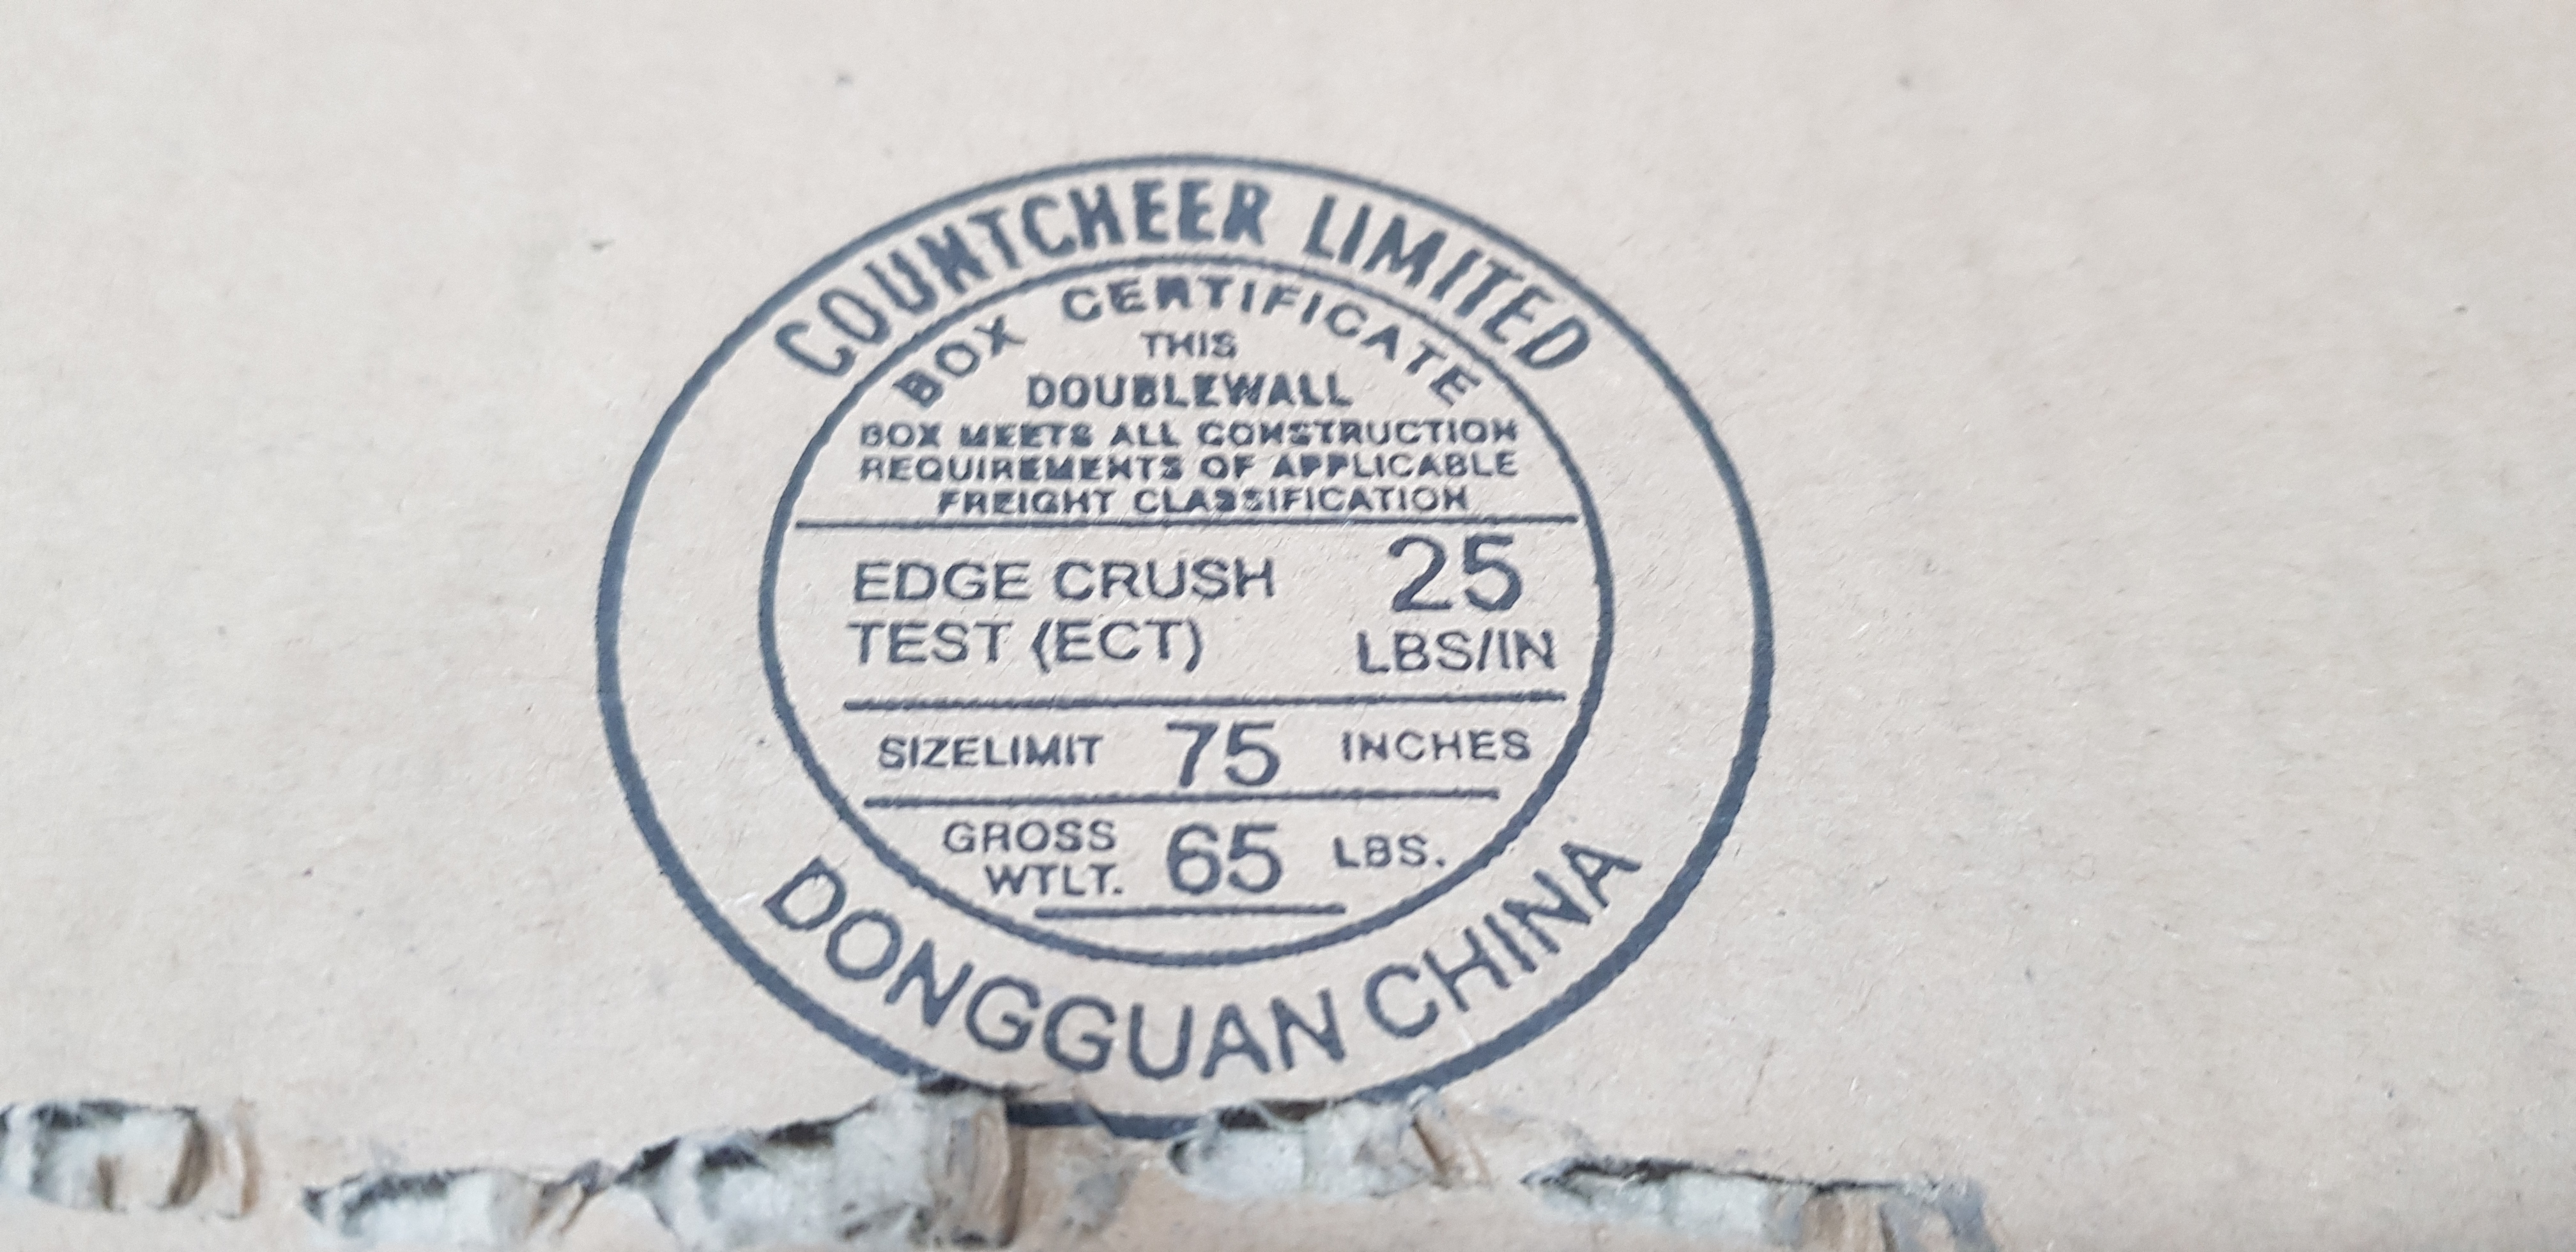 COUNTCHEER LIMITED
BOX CERTIFICATE
THIS
DOUBLEWALL
BOX MEETS ALL CONSTRUCTION
REQUIREMENTS OF APPLICABLE
FREIGHT CLASSIFICATION
EDGE CRUSH
TEST (ECT)
25
LBS/IN
SIZELIMIT 75 INCHES
GROSS
WTLT.
65 LBS.
DONGGUAN CHINA